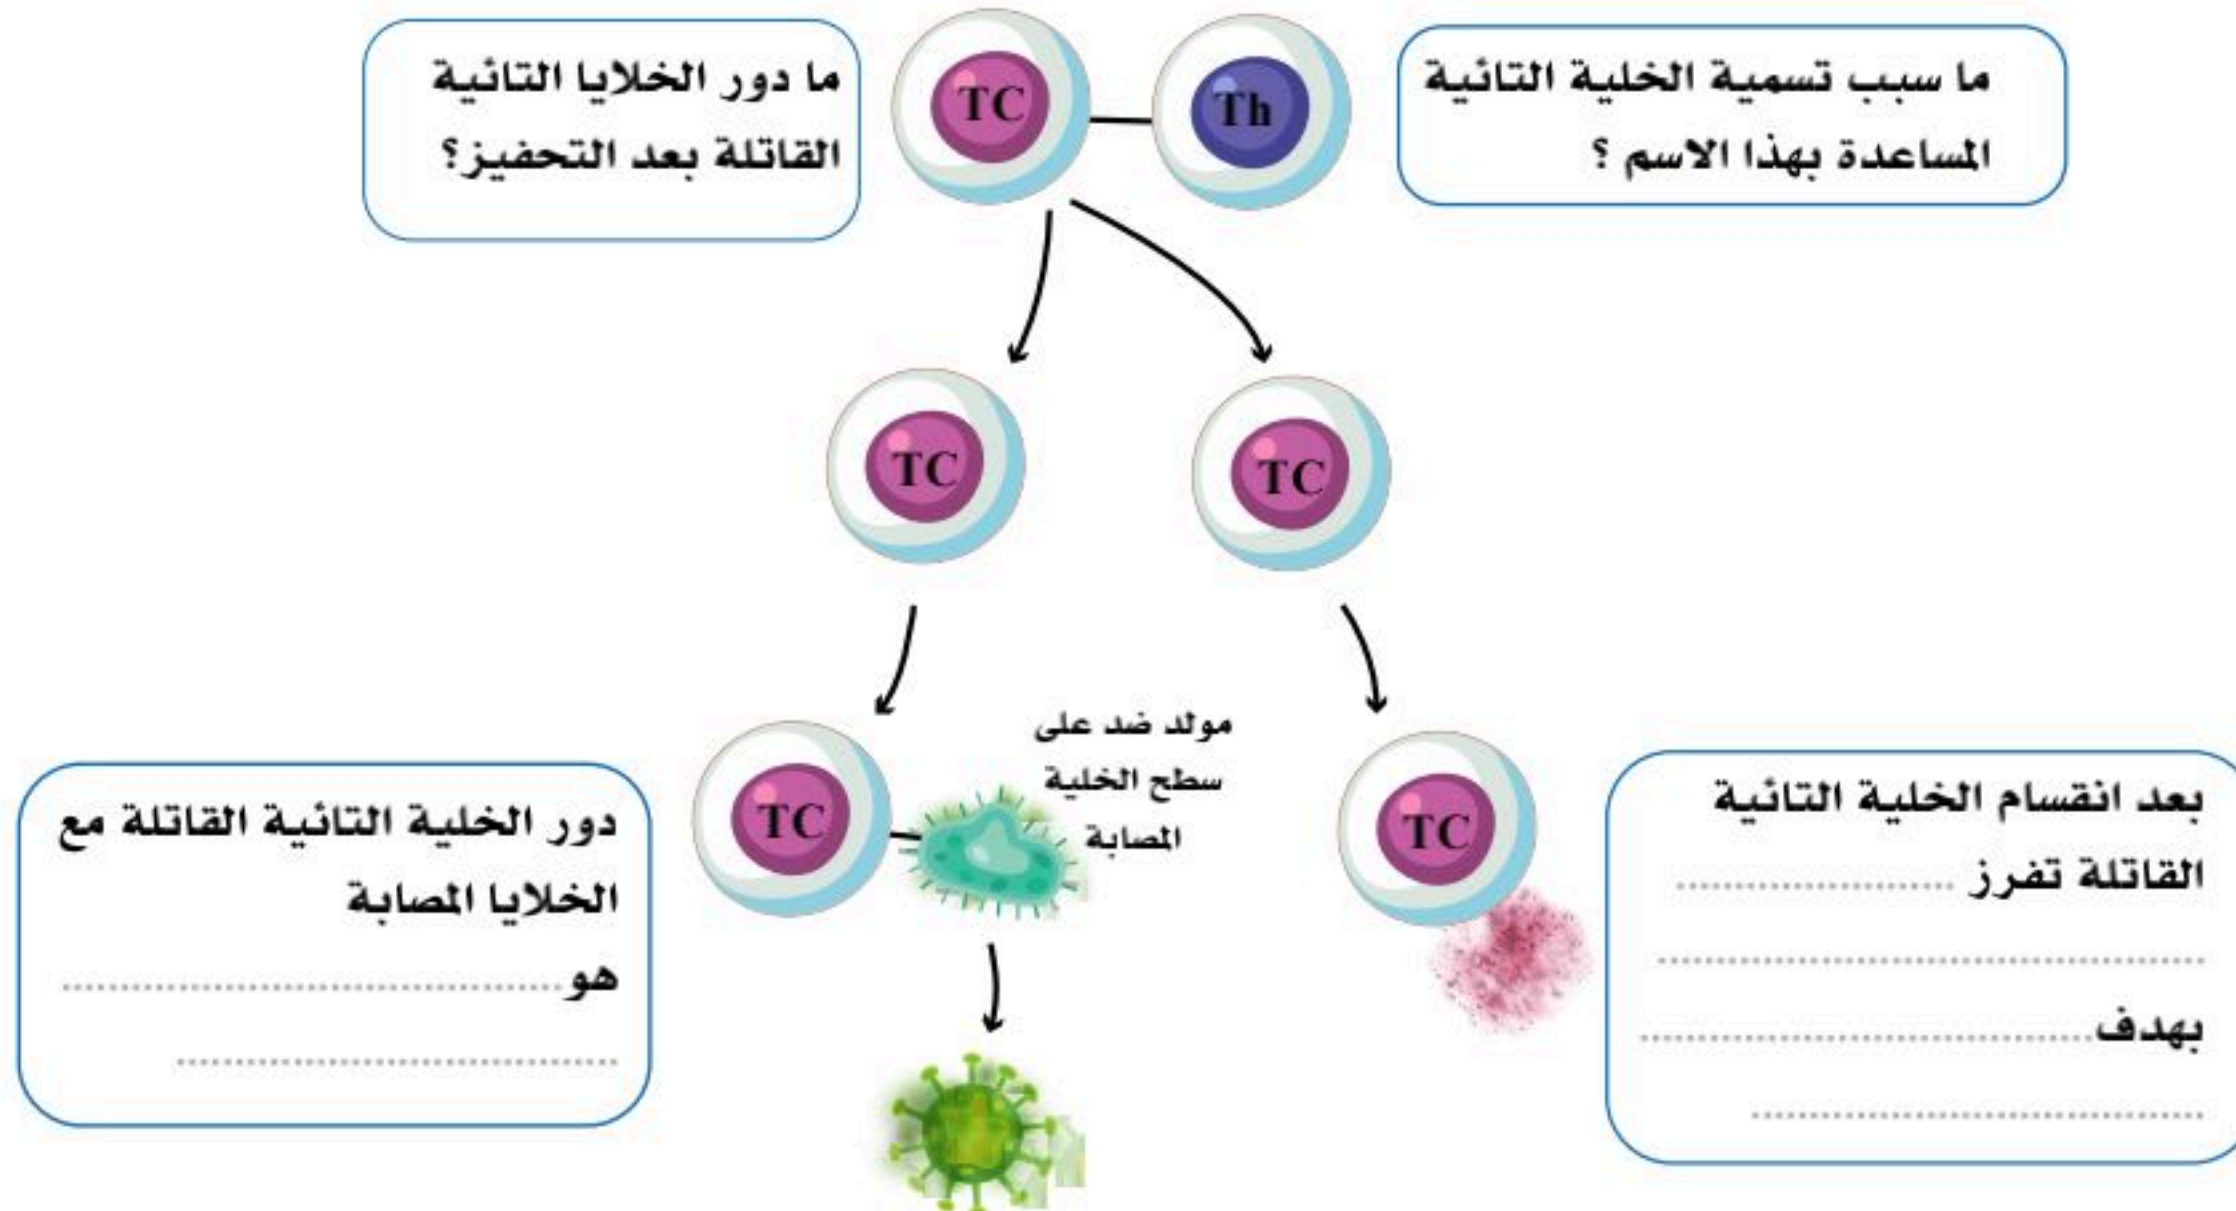 ما سبب تسمية الخلية التائية
المساعدة بهذا الاسم ؟
Th
TC
ما دور الخلايا التائية
القاتلة بعد التحفيز؟
TC
TC
بعد انقسام الخلية التائية
القاتلة تفرز ....................
........................................
بهدف ................................
................................
TC
مولد ضد على
سطح الخلية
المصابة
TC
دور الخلية التائية القاتلة مع
الخلايا المصابة
هو ....................................
................................